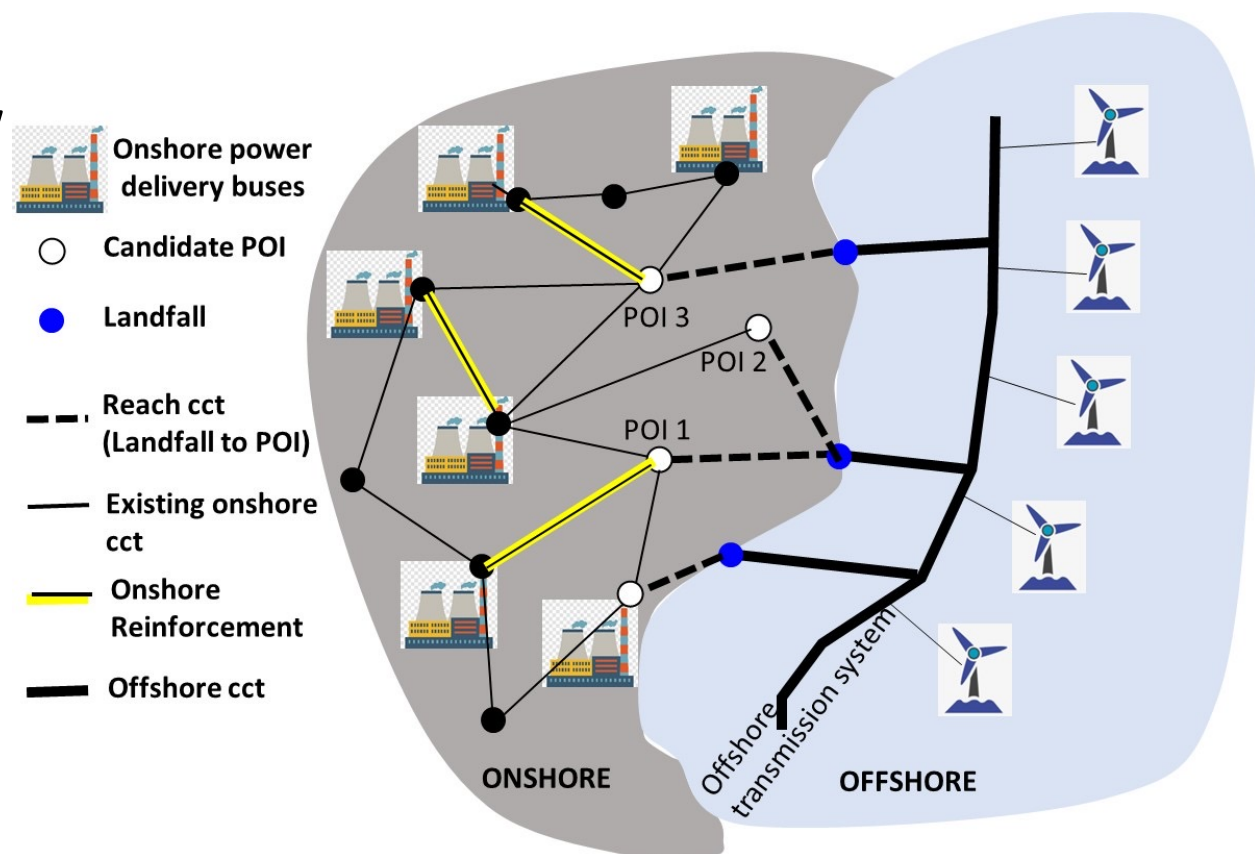 Onshore power
delivery buses
Candidate POI
Landfall
Reach cct
(Landfall to POI)
Existing onshore
cct
Onshore
Reinforcement
Offshore cct
POI 3
POI 2
POI 1
ONSHORE
Offshore
transmission system
OFFSHORE